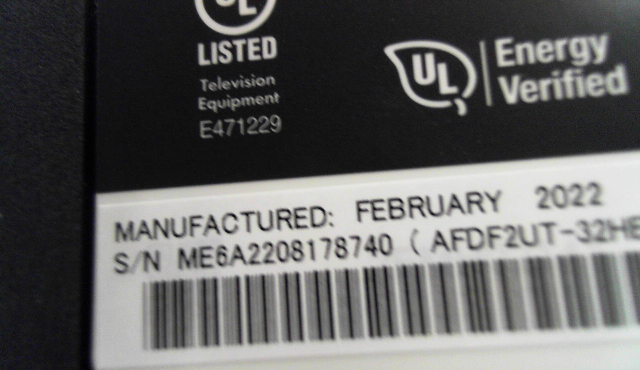 UL
LISTED
Television
Equipment
E471229
UL
Energy
Verified
MANUFACTURED: FEBRUARY 2022
S/N ME6A2208178740 ( AFDF2UT-32HE